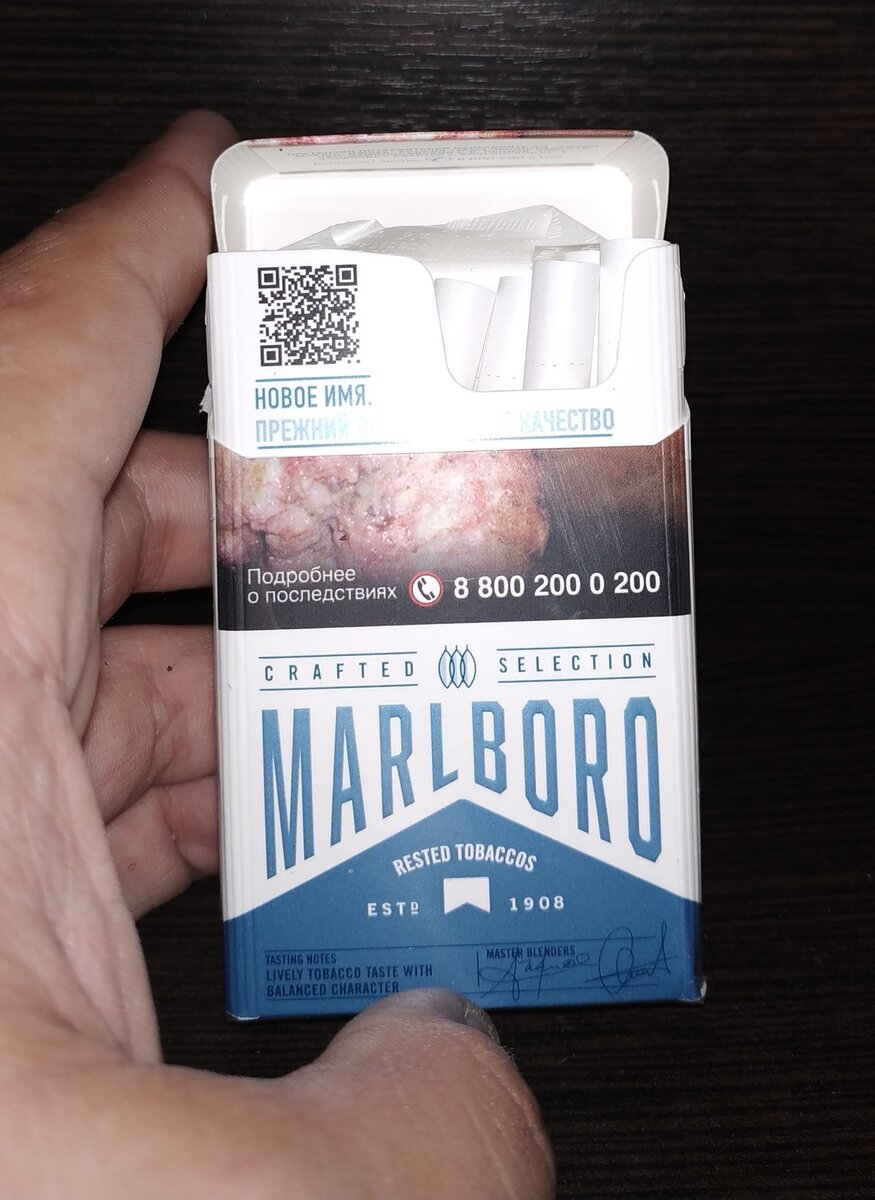 НОВОЕ ИМЯ.
ПРЕЖНИЙ КАЧЕСТВО
Подробнее
о последствиях 8 800 200 0 200
CRAFTED SELECTION
MARLBORO
RESTED TOBACCOS
ESTD 1908
TASTING NOTES
LIVELY TOBACCO TASTE WITH
BALANCED CHARACTER
MASTER BLENDERS